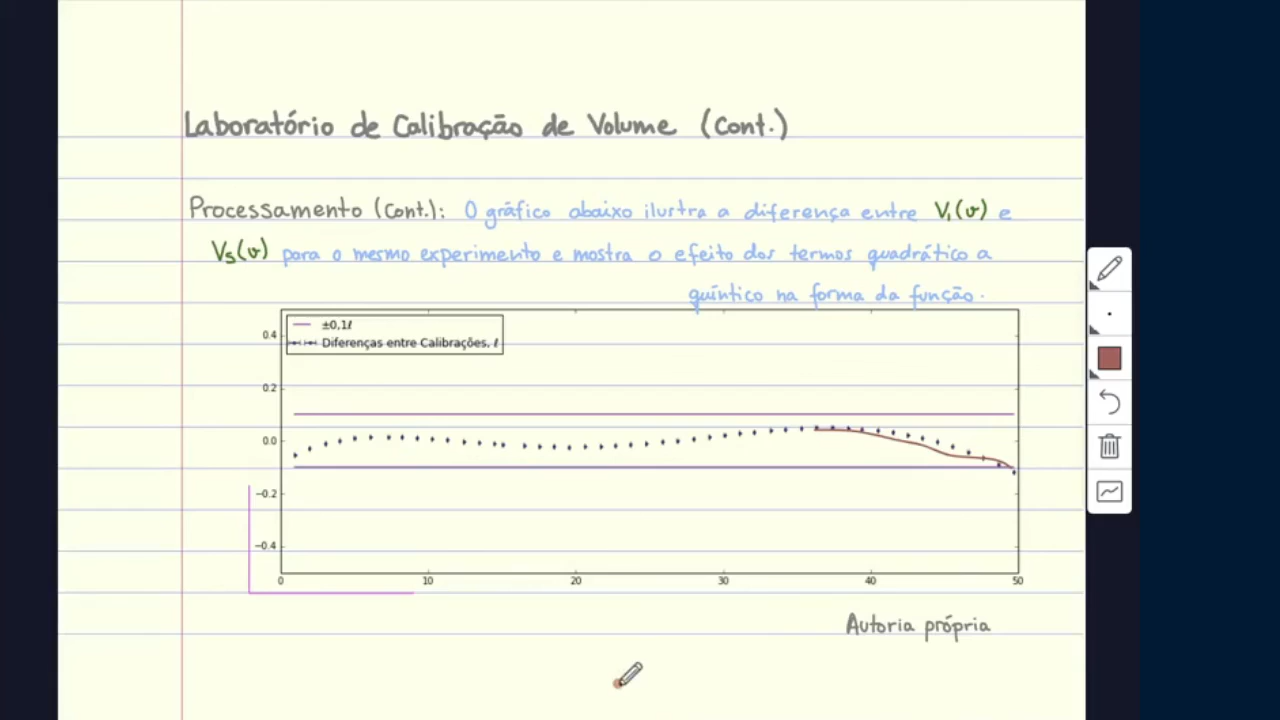 Laboratório de Calibração de Volume (Cont.)
Processamento (Cont.): O gráfico abaixo ilustra a diferença entre V₁(v) e
V₅(v) para o mesmo experimento e mostra o efeito dos termos quadrático a
quíntico na forma da função.
±0,1ℓ
Diferenças entre Calibrações, ℓ
0.4
0.2
0.0
−0.2
−0.4
0 10 20 30 40 50
Autoria própria